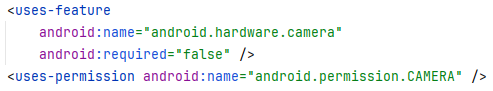 <uses-feature
    android:name="android.hardware.camera"
    android:required="false" />
<uses-permission android:name="android.permission.CAMERA" />